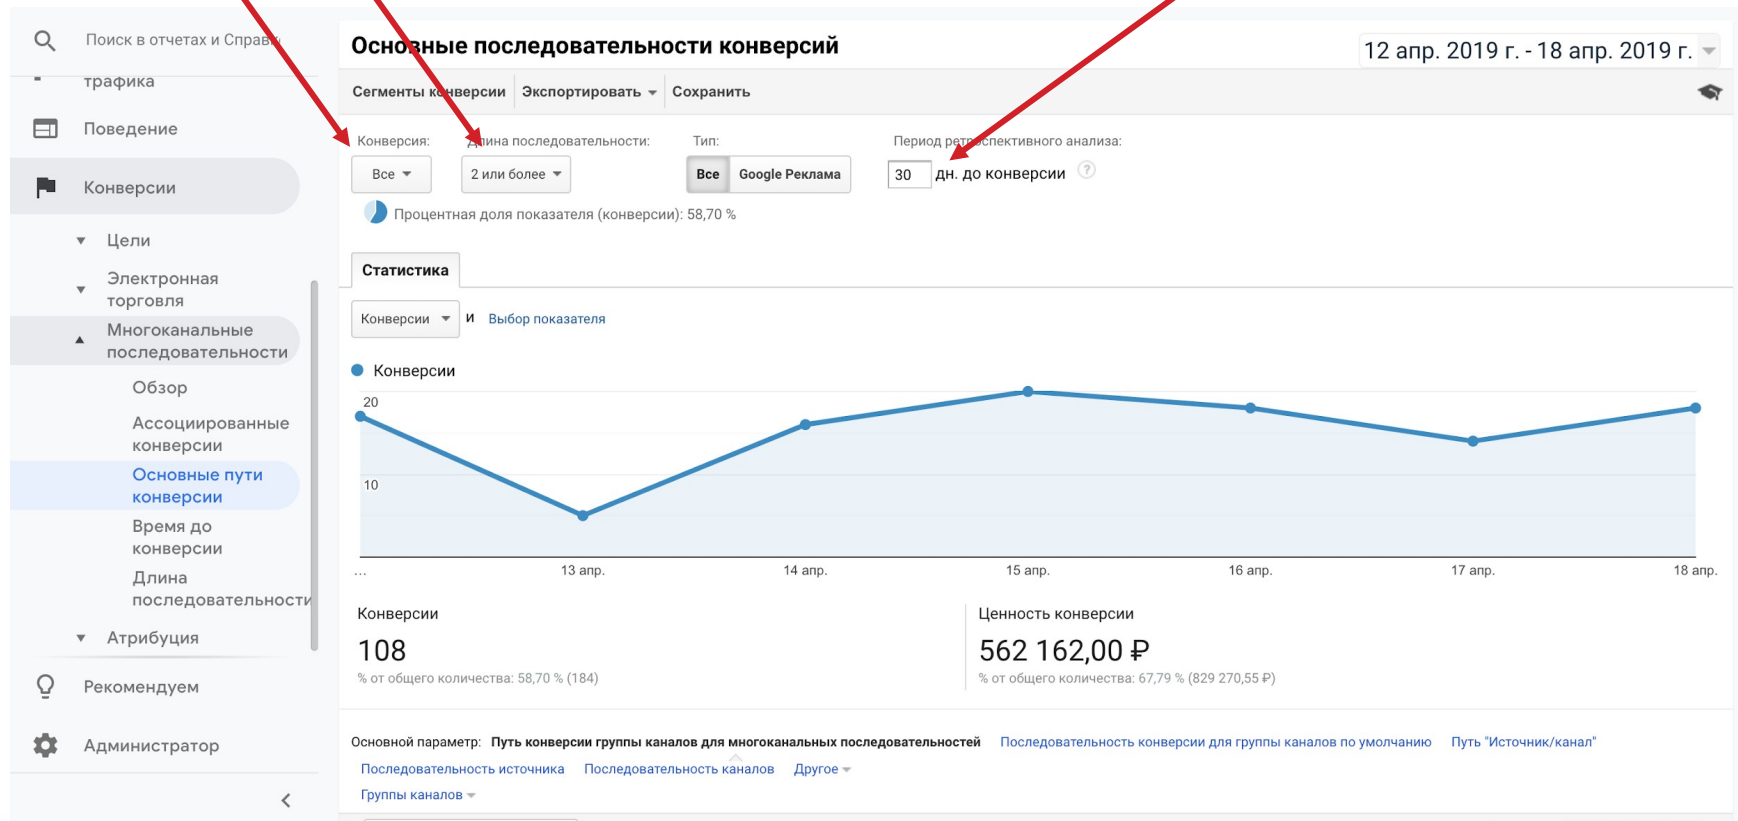 Поиск в отчетах и Справк
трафика
Поведение
Конверсии
Цели
Электронная
торговля
Многоканальные
последовательности
Обзор
Ассоциированные
конверсии
Основные пути
конверсии
Время до
конверсии
Длина
последовательности
Атрибуция
Рекомендуем
Администратор
Основные последовательности конверсий
12 апр. 2019 г. - 18 апр. 2019 г.
Сегменты конверсии Экспортировать Сохранить
Конверсия: Длина последовательности: Тип: Период ретроспективного анализа:
Все 2 или более Все Google Реклама 30 дн. до конверсии ?
Процентная доля показателя (конверсии): 58,70 %
Статистика
Конверсии и Выбор показателя
Конверсии
20
10
... 13 апр. 14 апр. 15 апр. 16 апр. 17 апр. 18 апр.
Конверсии Ценность конверсии
108 562 162,00 ₽
% от общего количества: 58,70 % (184) % от общего количества: 67,79 % (829 270,55 ₽)
Основной параметр: Путь конверсии группы каналов для многоканальных последовательностей Последовательность конверсии для группы каналов по умолчанию Путь "Источник/канал"
Последовательность источника Последовательность каналов Другое
Группы каналов